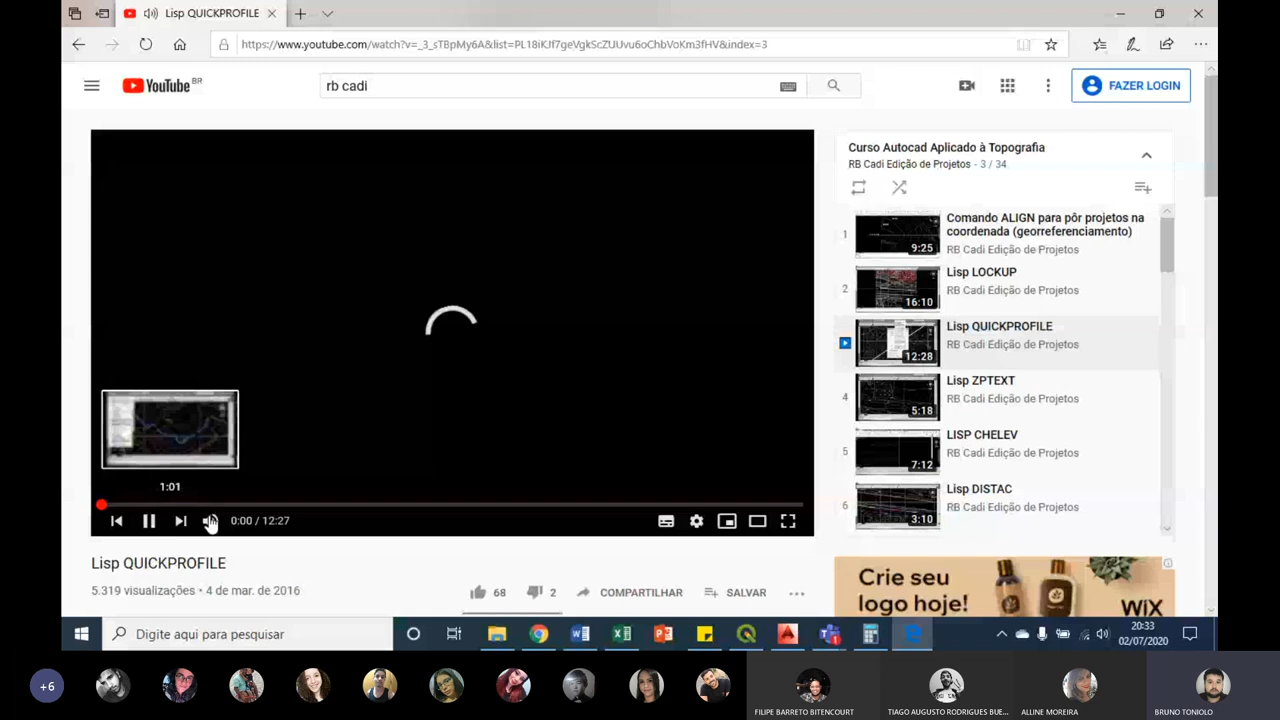 Lisp QUICKPROFILE
https://www.youtube.com/watch?v=_3_sTBpMy6A&list=PL18iKJf7geVgkScZUUvu6oChbVoKm3fHV&index=3
YouTube BR
rb cadi
FAZER LOGIN
Curso Autocad Aplicado à Topografia
RB Cadi Edição de Projetos - 3 / 34
1
9:25
Comando ALIGN para pôr projetos na
coordenada (georreferenciamento)
RB Cadi Edição de Projetos
2
16:10
Lisp LOCKUP
RB Cadi Edição de Projetos
12:28
Lisp QUICKPROFILE
RB Cadi Edição de Projetos
4
5:18
Lisp ZPTEXT
RB Cadi Edição de Projetos
5
7:12
LISP CHELEV
RB Cadi Edição de Projetos
6
3:10
Lisp DISTAC
RB Cadi Edição de Projetos
1:01
0:00 / 12:27
Lisp QUICKPROFILE
5.319 visualizações • 4 de mar. de 2016
68
2
COMPARTILHAR
SALVAR
Crie seu
logo hoje!
WiX
Digite aqui para pesquisar
20:33
02/07/2020
+6
FILIPE BARRETO BITENCOURT
TIAGO AUGUSTO RODRIGUES BUE...
ALLINE MOREIRA
BRUNO TONIOLO